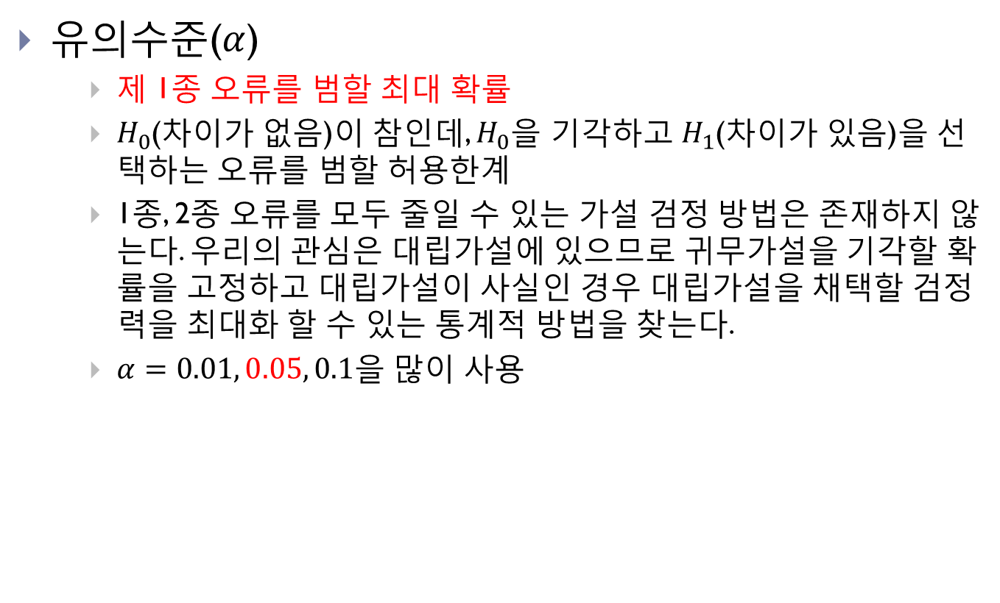 유의수준(𝛼)
제 1종 오류를 범할 최대 확률
𝐻₀(차이가 없음)이 참인데, 𝐻₀을 기각하고 𝐻₁(차이가 있음)을 선
택하는 오류를 범할 허용한계
1종, 2종 오류를 모두 줄일 수 있는 가설 검정 방법은 존재하지 않
는다. 우리의 관심은 대립가설에 있으므로 귀무가설을 기각할 확
률을 고정하고 대립가설이 사실인 경우 대립가설을 채택할 검정
력을 최대화 할 수 있는 통계적 방법을 찾는다.
𝛼 = 0.01, 0.05, 0.1을 많이 사용